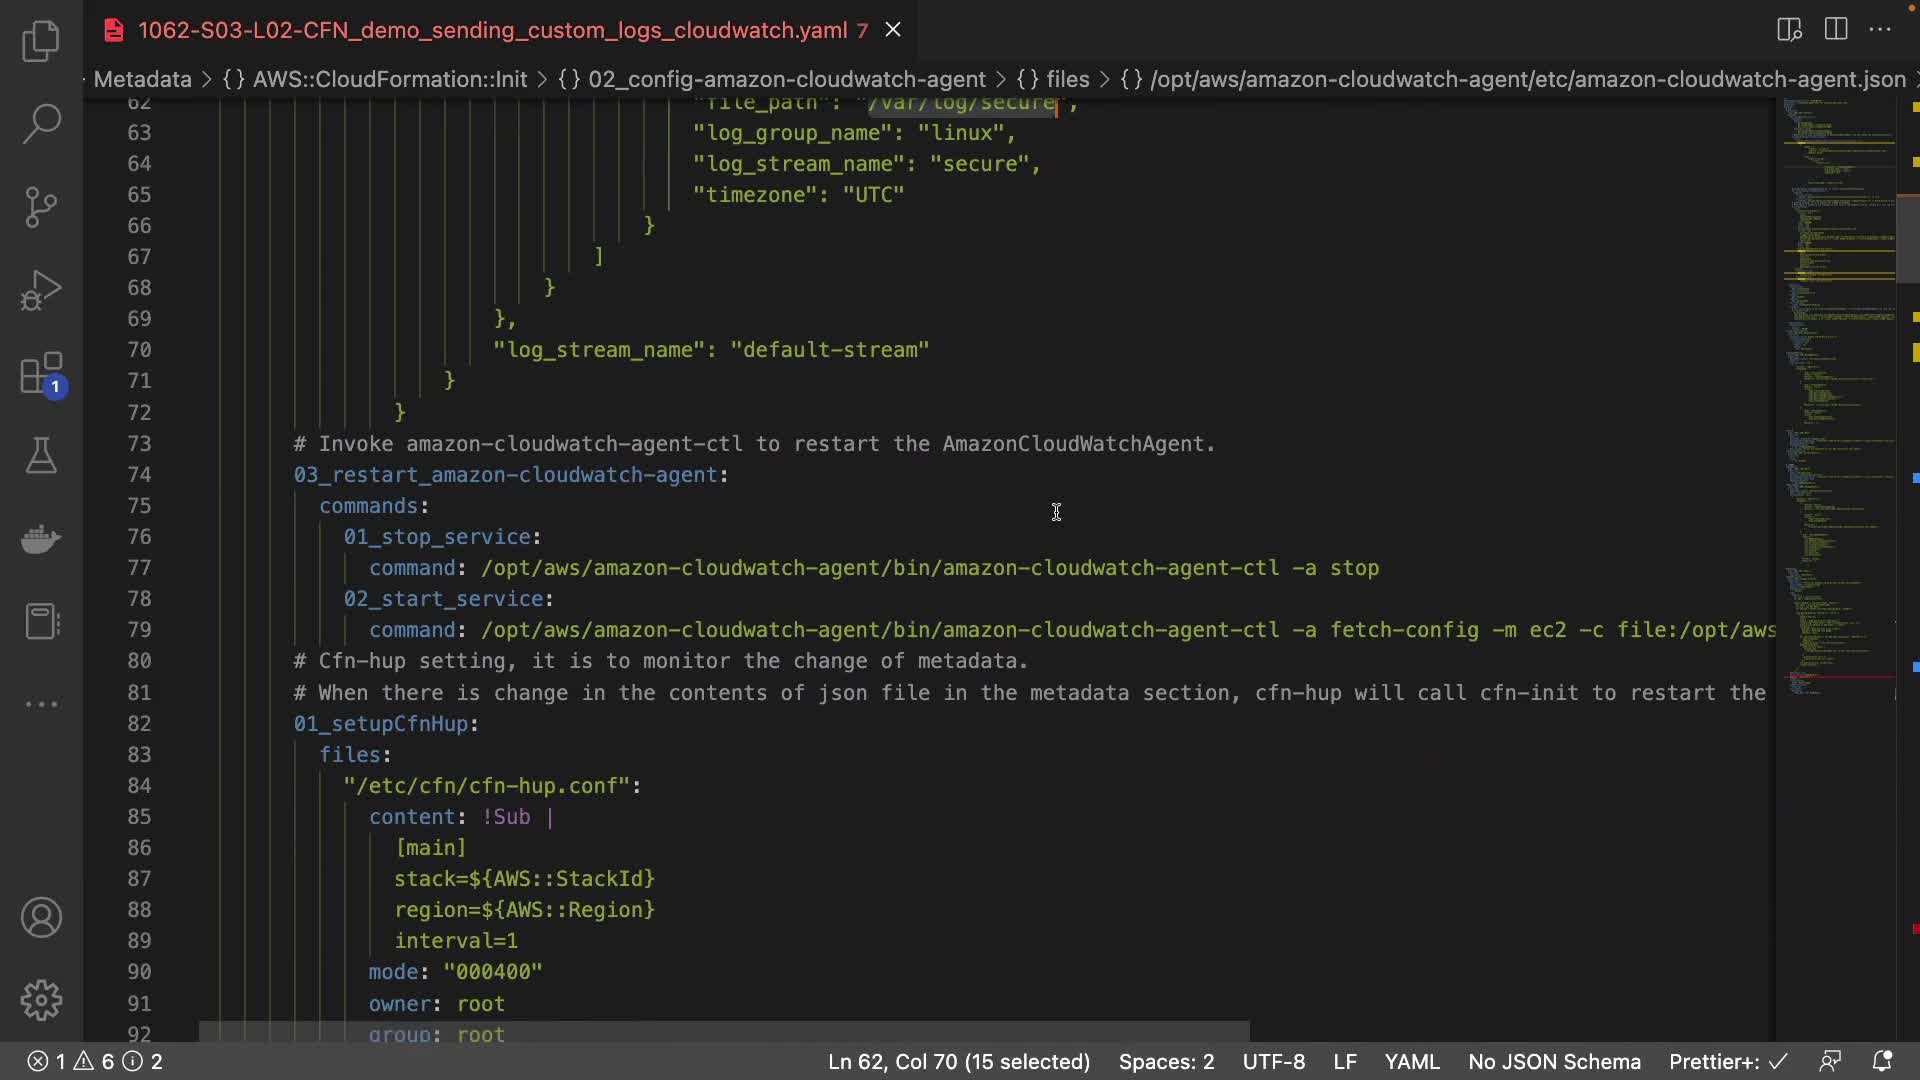 1062-S03-L02-CFN_demo_sending_custom_logs_cloudwatch.yaml 7
Metadata > {} AWS::CloudFormation::Init > {} 02_config-amazon-cloudwatch-agent > {} files > {} /opt/aws/amazon-cloudwatch-agent/etc/amazon-cloudwatch-agent.json >
62 "file_path": "/var/log/secure",
63 "log_group_name": "linux",
64 "log_stream_name": "secure",
65 "timezone": "UTC"
66 }
67 ]
68 }
69 },
70 "log_stream_name": "default-stream"
71 }
72 }
73 # Invoke amazon-cloudwatch-agent-ctl to restart the AmazonCloudWatchAgent.
74 03_restart_amazon-cloudwatch-agent:
75 commands:
76 01_stop_service:
77 command: /opt/aws/amazon-cloudwatch-agent/bin/amazon-cloudwatch-agent-ctl -a stop
78 02_start_service:
79 command: /opt/aws/amazon-cloudwatch-agent/bin/amazon-cloudwatch-agent-ctl -a fetch-config -m ec2 -c file:/opt/aws
80 # Cfn-hup setting, it is to monitor the change of metadata.
81 # When there is change in the contents of json file in the metadata section, cfn-hup will call cfn-init to restart the
82 01_setupCfnHup:
83 files:
84 "/etc/cfn/cfn-hup.conf":
85 content: !Sub |
86 [main]
87 stack=${AWS::StackId}
88 region=${AWS::Region}
89 interval=1
90 mode: "000400"
91 owner: root
92 group: root
1
1 6 2 Ln 62, Col 70 (15 selected) Spaces: 2 UTF-8 LF YAML No JSON Schema Prettier+: ✓